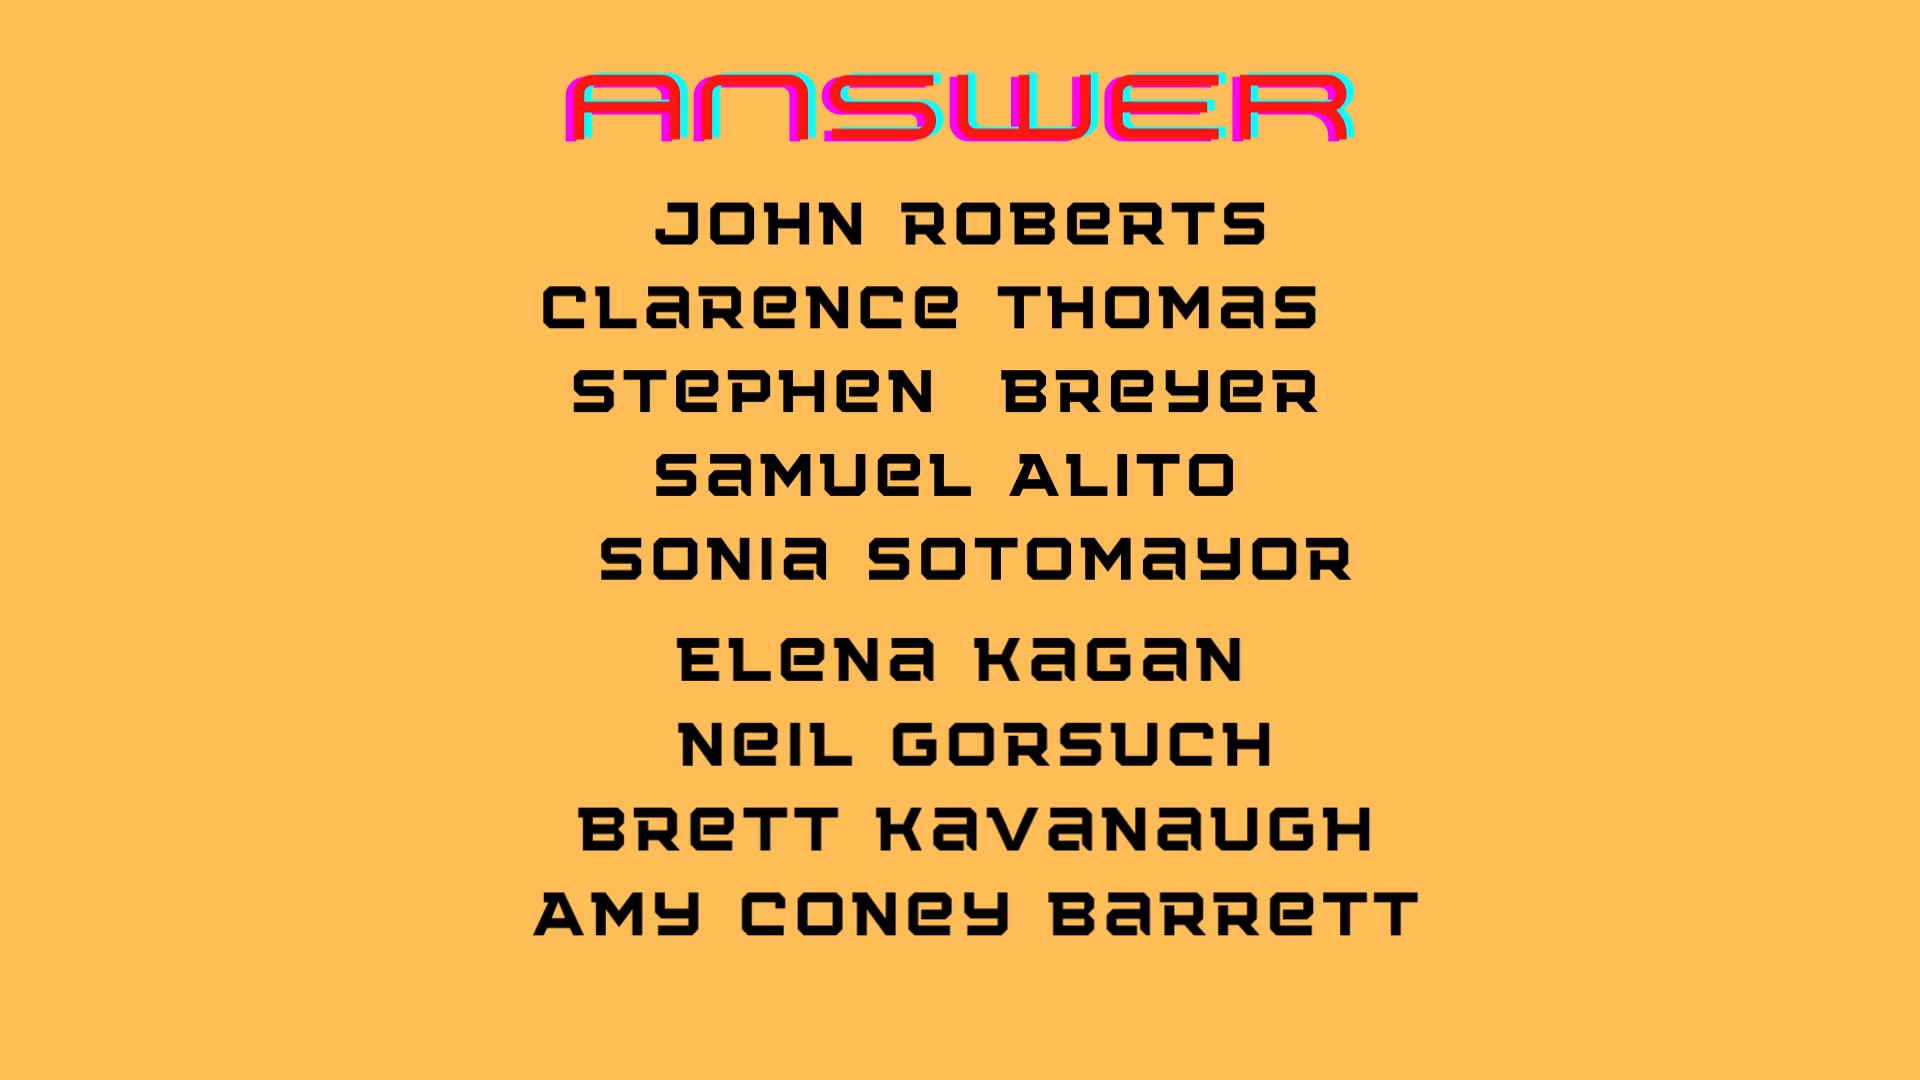 ANSWER
JOHN ROBERTS
CLARENCE THOMAS
STEPHEN BREYER
SAMUEL ALITO
SONIA SOTOMAYOR
ELENA KAGAN
NEIL GORSUCH
BRETT KAVANAUGH
AMY CONEY BARRETT